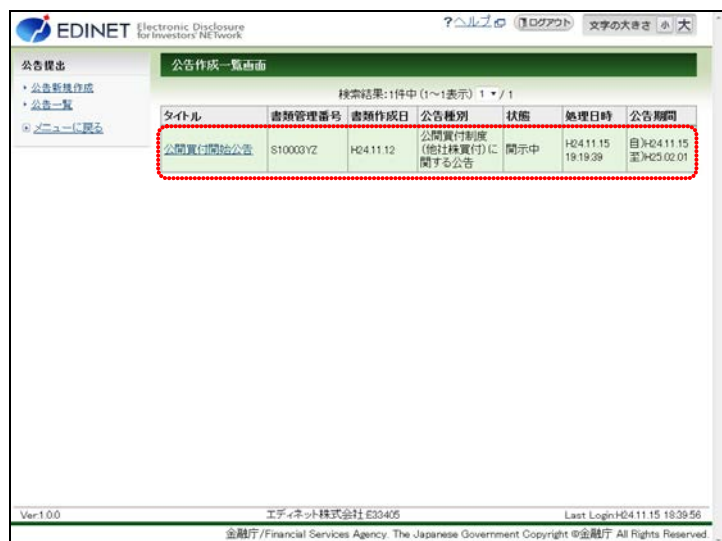 EDINET Electronic Disclosure for Investors' NETwork
?ヘルプ ログアウト 文字の大きさ 小 大
公告提出
公告新規作成
公告一覧
メニューに戻る
公告作成一覧画面
検索結果:1件中(1~1表示) 1 / 1
タイトル 書類管理番号 書類作成日 公告種別 状態 処理日時 公告期間
公開買付開始公告 S10003YZ H24.11.12 公開買付制度(他社株買付)に関する公告 開示中 H24.11.15 19:19:39 自)H24.11.15 至)H25.02.01
Ver1.0.0 エディネット株式会社 E33405 Last Login:H24.11.15 18:39:56
金融庁/Financial Services Agency. The Japanese Government Copyright ©金融庁 All Rights Reserved.